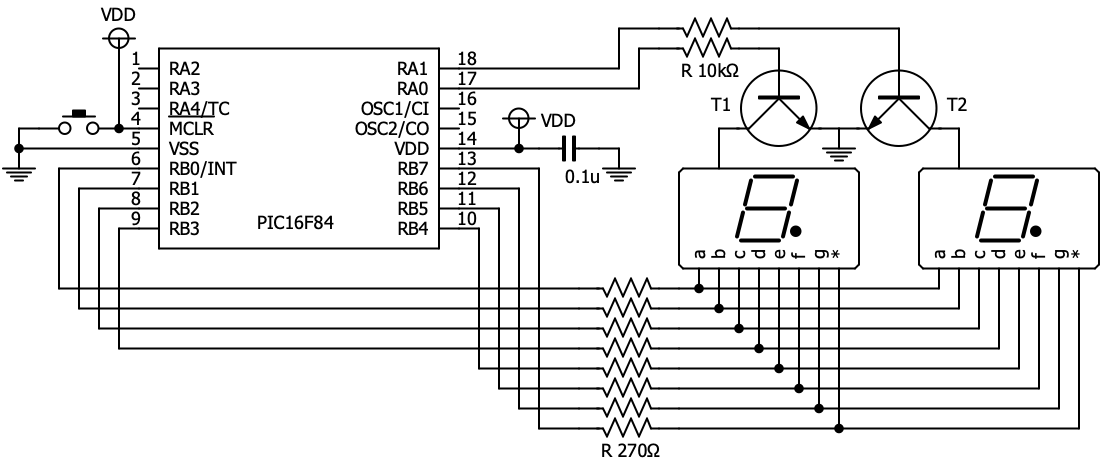 VDD
1 RA2
2 RA3
3 RA4/TC
4 MCLR
5 VSS
6 RB0/INT
7 RB1
8 RB2
9 RB3
PIC16F84
RA1 18
RA0 17
OSC1/CI 16
OSC2/CO 15
VDD 14
RB7 13
RB6 12
RB5 11
RB4 10
VDD
0.1u
R 10kΩ
T1
T2
8.
8.
a b c d e f g *
a b c d e f g *
R 270Ω